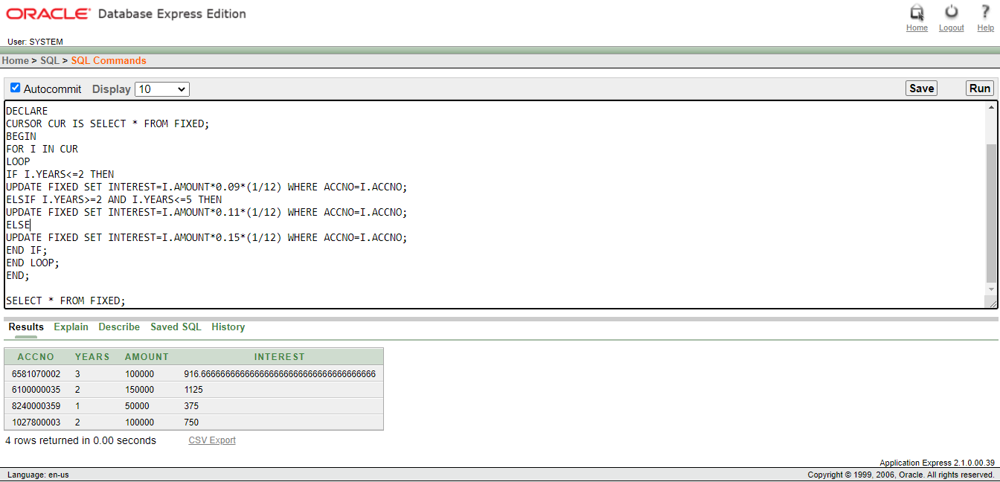 ORACLE Database Express Edition
Home Logout Help
User: SYSTEM
Home > SQL > SQL Commands
Autocommit Display 10 Save Run
DECLARE
CURSOR CUR IS SELECT * FROM FIXED;
BEGIN
FOR I IN CUR
LOOP
IF I.YEARS<=2 THEN
UPDATE FIXED SET INTEREST=I.AMOUNT*0.09*(1/12) WHERE ACCNO=I.ACCNO;
ELSIF I.YEARS>=2 AND I.YEARS<=5 THEN
UPDATE FIXED SET INTEREST=I.AMOUNT*0.11*(1/12) WHERE ACCNO=I.ACCNO;
ELSE
UPDATE FIXED SET INTEREST=I.AMOUNT*0.15*(1/12) WHERE ACCNO=I.ACCNO;
END IF;
END LOOP;
END;
SELECT * FROM FIXED;
Results Explain Describe Saved SQL History
ACCNO YEARS AMOUNT INTEREST
6581070002 3 100000 916.666666666666666666666666666666666666
6100000035 2 150000 1125
8240000359 1 50000 375
1027800003 2 100000 750
4 rows returned in 0.00 seconds CSV Export
Application Express 2.1.0.00.39
Language: en-us Copyright © 1999, 2006, Oracle. All rights reserved.